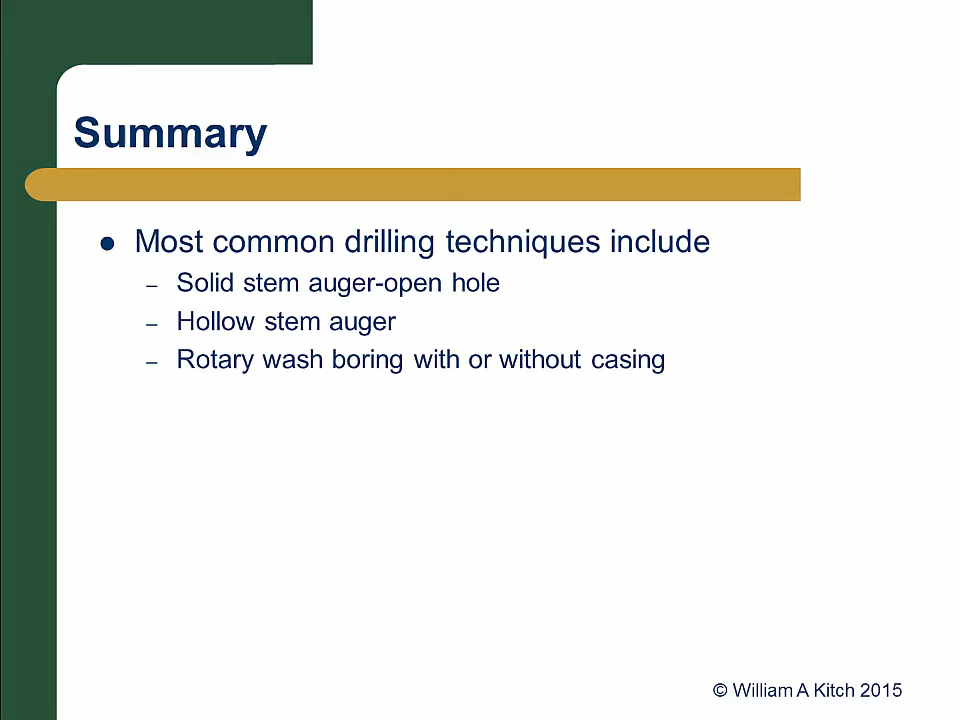 Summary
● Most common drilling techniques include
– Solid stem auger-open hole
– Hollow stem auger
– Rotary wash boring with or without casing
© William A Kitch 2015